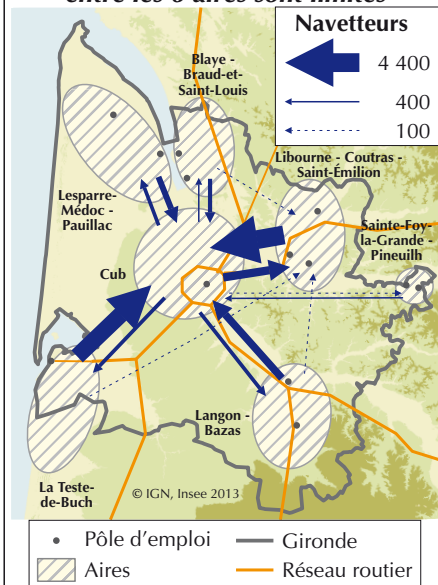 entre les 6 aires sont limités
Navetteurs
4 400
400
100
Blaye -
Braud-et-
Saint-Louis
Libourne - Coutras -
Saint-Émilion
Lesparre-
Médoc -
Pauillac
Sainte-Foy-
la-Grande -
Pineuilh
Cub
Langon -
Bazas
La Teste-
de-Buch
© IGN, Insee 2013
Pôle d'emploi
Gironde
Aires
Réseau routier